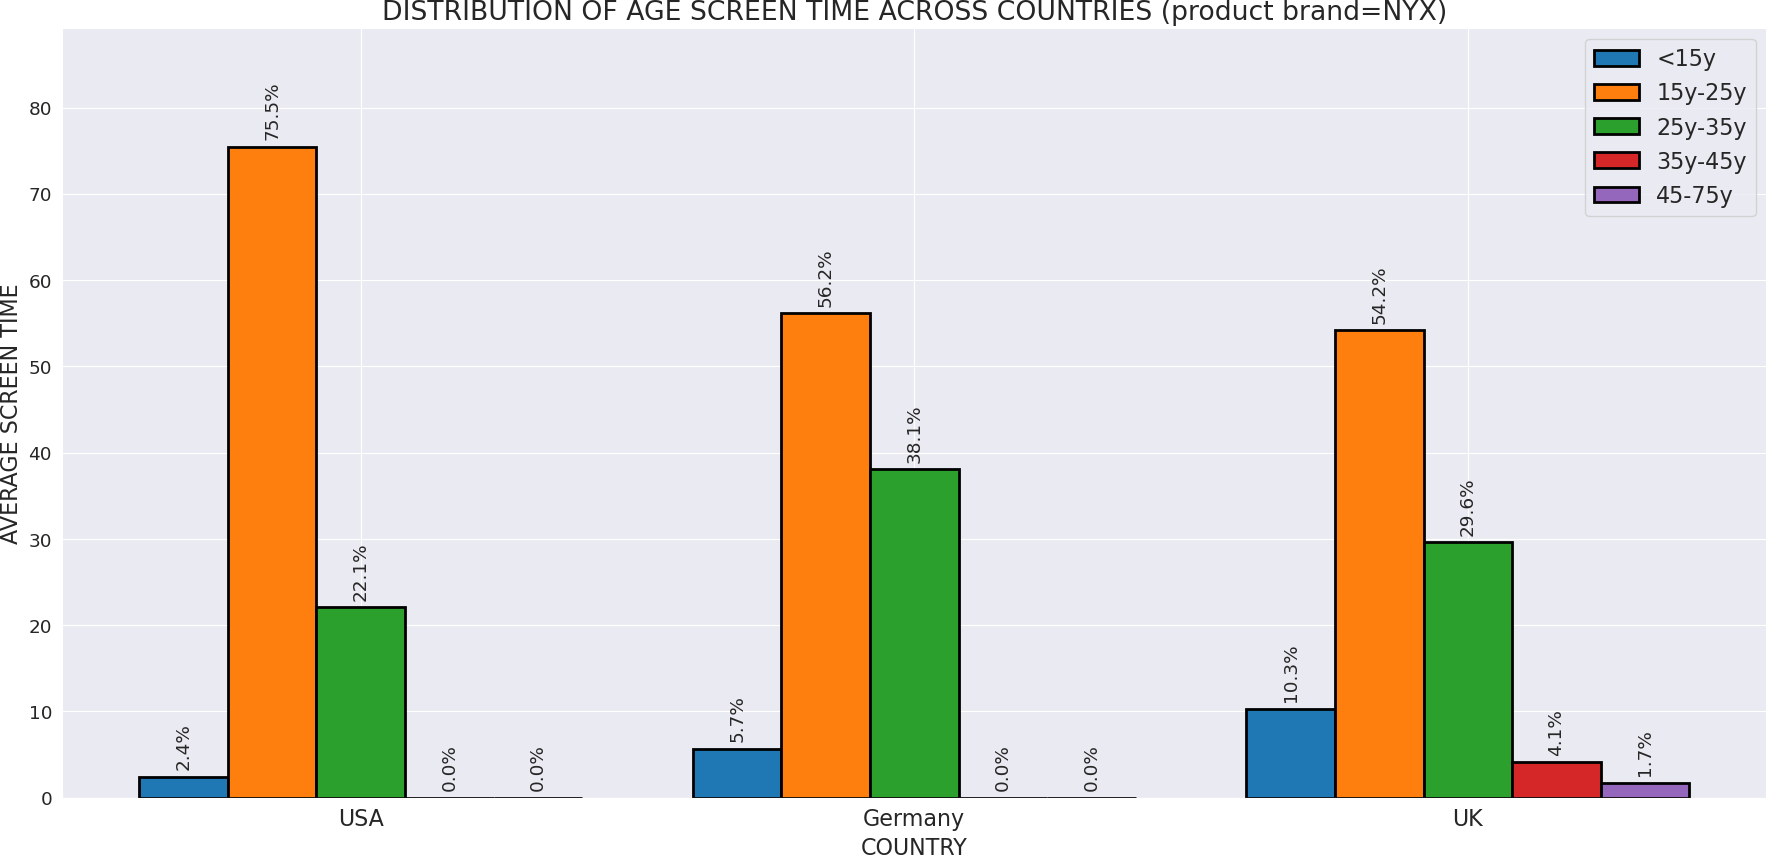 DISTRIBUTION OF AGE SCREEN TIME ACROSS COUNTRIES (product brand=NYX)
<15y
15y-25y
25y-35y
35y-45y
45-75y
AVERAGE SCREEN TIME
80
70
60
50
40
30
20
10
0
2.4%
75.5%
22.1%
0.0%
0.0%
5.7%
56.2%
38.1%
0.0%
0.0%
10.3%
54.2%
29.6%
4.1%
1.7%
USA
Germany
UK
COUNTRY